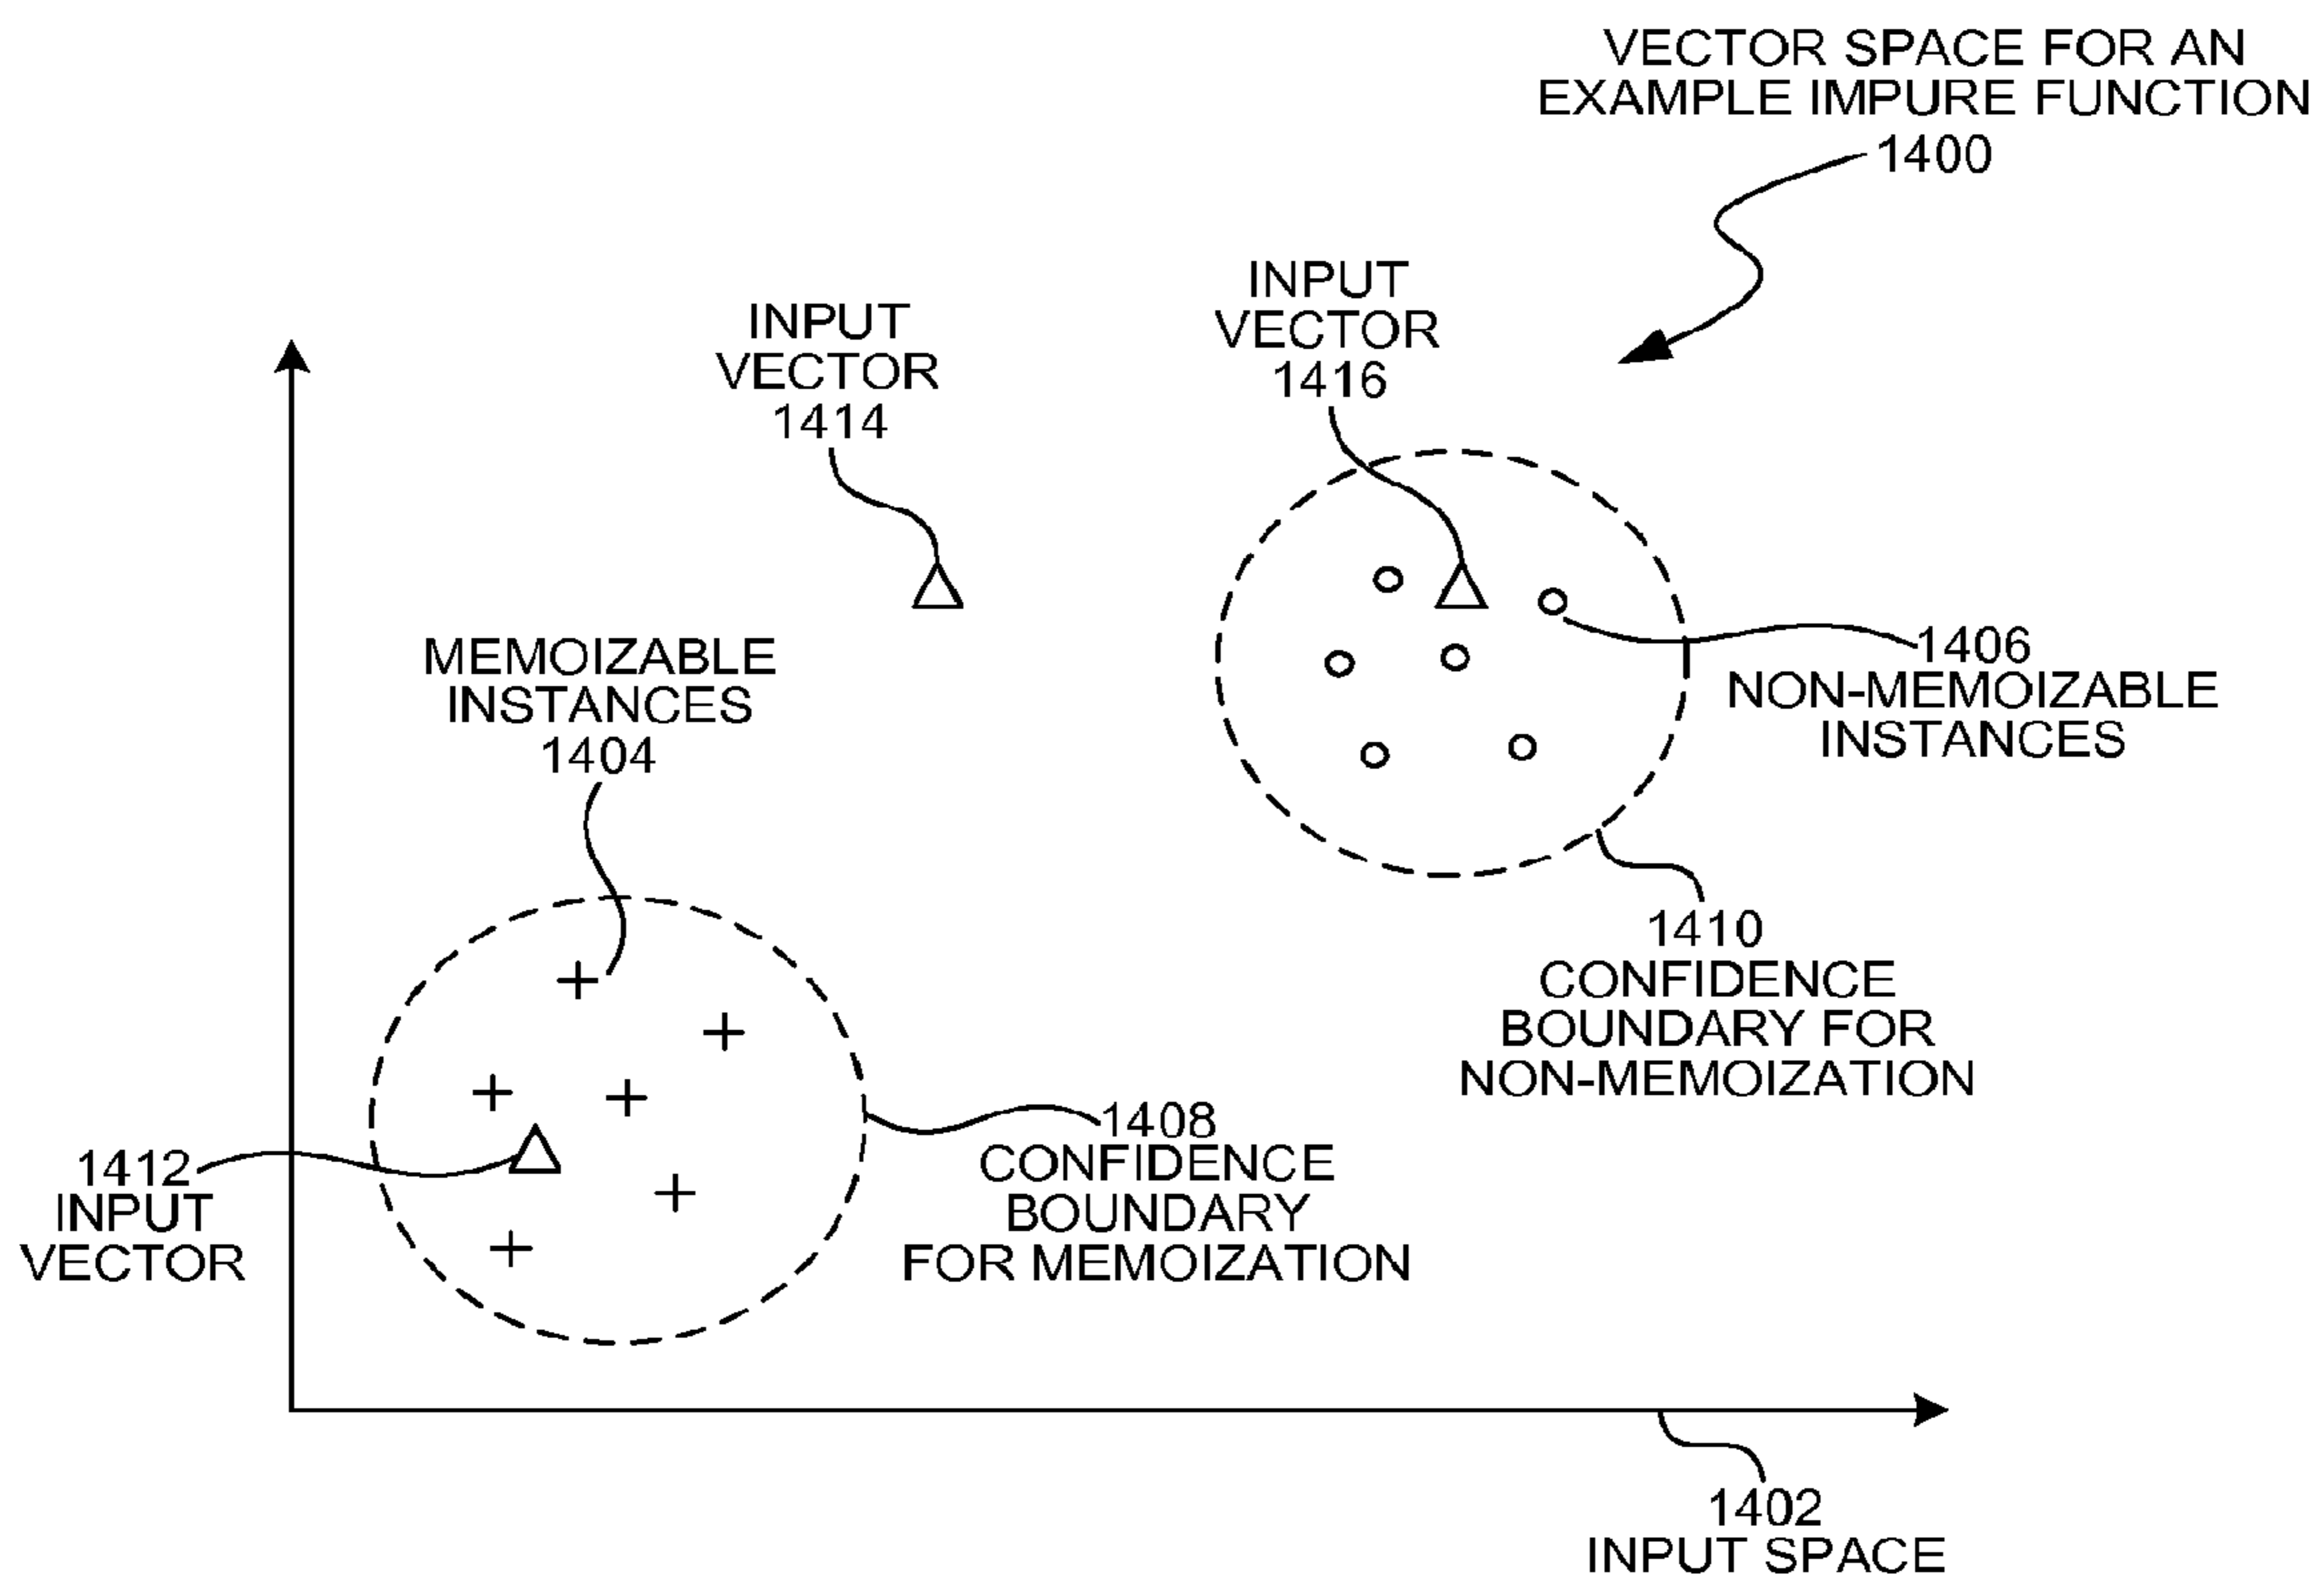 VECTOR SPACE FOR AN
EXAMPLE IMPURE FUNCTION
1400
INPUT
VECTOR
1416
INPUT
VECTOR
1414
1406
NON-MEMOIZABLE
INSTANCES
MEMOIZABLE
INSTANCES
1404
1410
CONFIDENCE
BOUNDARY FOR
NON-MEMOIZATION
1408
CONFIDENCE
BOUNDARY
FOR MEMOIZATION
1412
INPUT
VECTOR
1402
INPUT SPACE